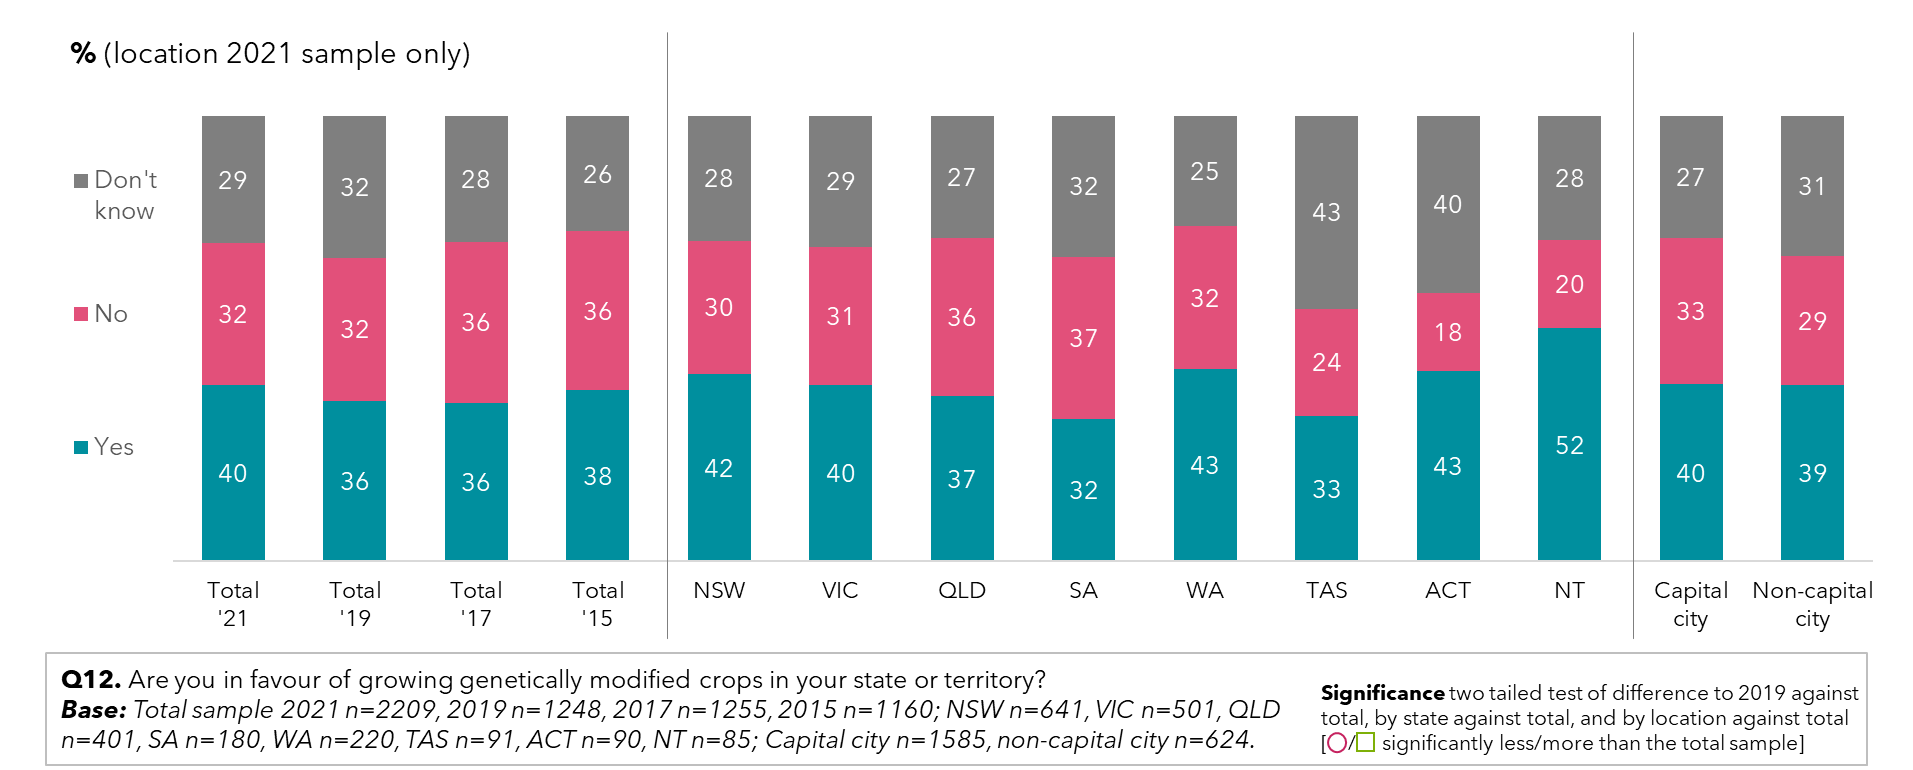 % (location 2021 sample only)
Don't
know
No
Yes
29 32 28 26 28 29 27 32 25 43 40 28 27 31
32 32 36 36 30 31 36 37 32 24 18 20 33 29
40 36 36 38 42 40 37 32 43 33 43 52 40 39
Total Total Total Total NSW VIC QLD SA WA TAS ACT NT Capital Non-capital
'21 '19 '17 '15 city city
Q12. Are you in favour of growing genetically modified crops in your state or territory?
Base: Total sample 2021 n=2209, 2019 n=1248, 2017 n=1255, 2015 n=1160; NSW n=641, VIC n=501, QLD
n=401, SA n=180, WA n=220, TAS n=91, ACT n=90, NT n=85; Capital city n=1585, non-capital city n=624.
Significance two tailed test of difference to 2019 against
total, by state against total, and by location against total
[○/□ significantly less/more than the total sample]